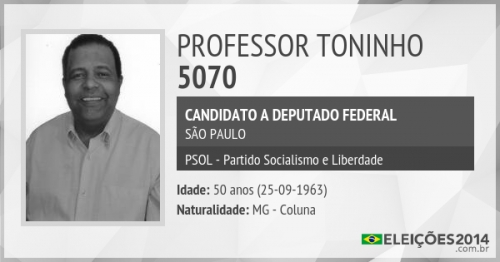 PROFESSOR TONINHO
5070
CANDIDATO A DEPUTADO FEDERAL
SÃO PAULO
PSOL - Partido Socialismo e Liberdade
Idade: 50 anos (25-09-1963)
Naturalidade: MG - Coluna
ELEIÇÕES2014
.com.br